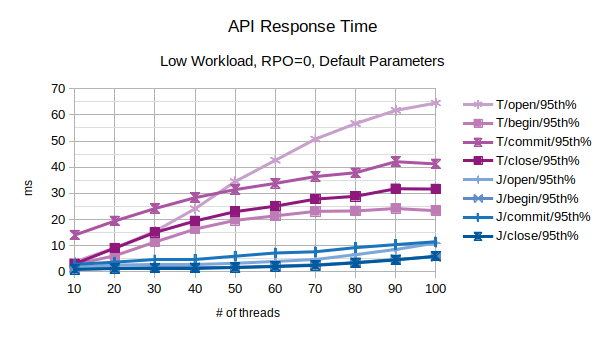 API Response Time
Low Workload, RPO=0, Default Parameters
70
60
50
40
30
20
10
0
ms
10 20 30 40 50 60 70 80 90 100
# of threads
T/open/95th%
T/begin/95th%
T/commit/95th%
T/close/95th%
J/open/95th%
J/begin/95th%
J/commit/95th%
J/close/95th%